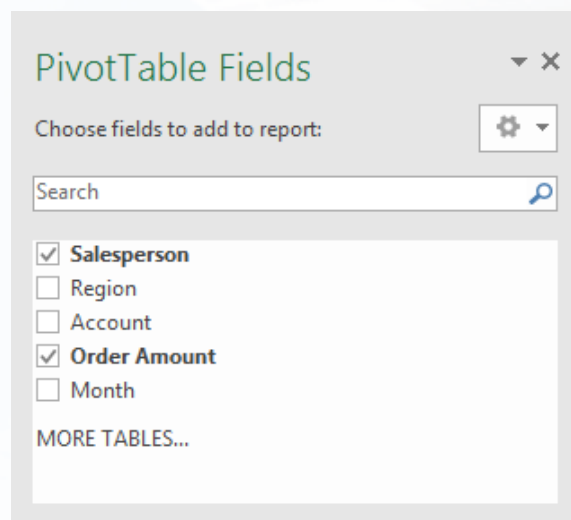 PivotTable Fields
Choose fields to add to report:
Search
Salesperson
Region
Account
Order Amount
Month
MORE TABLES...